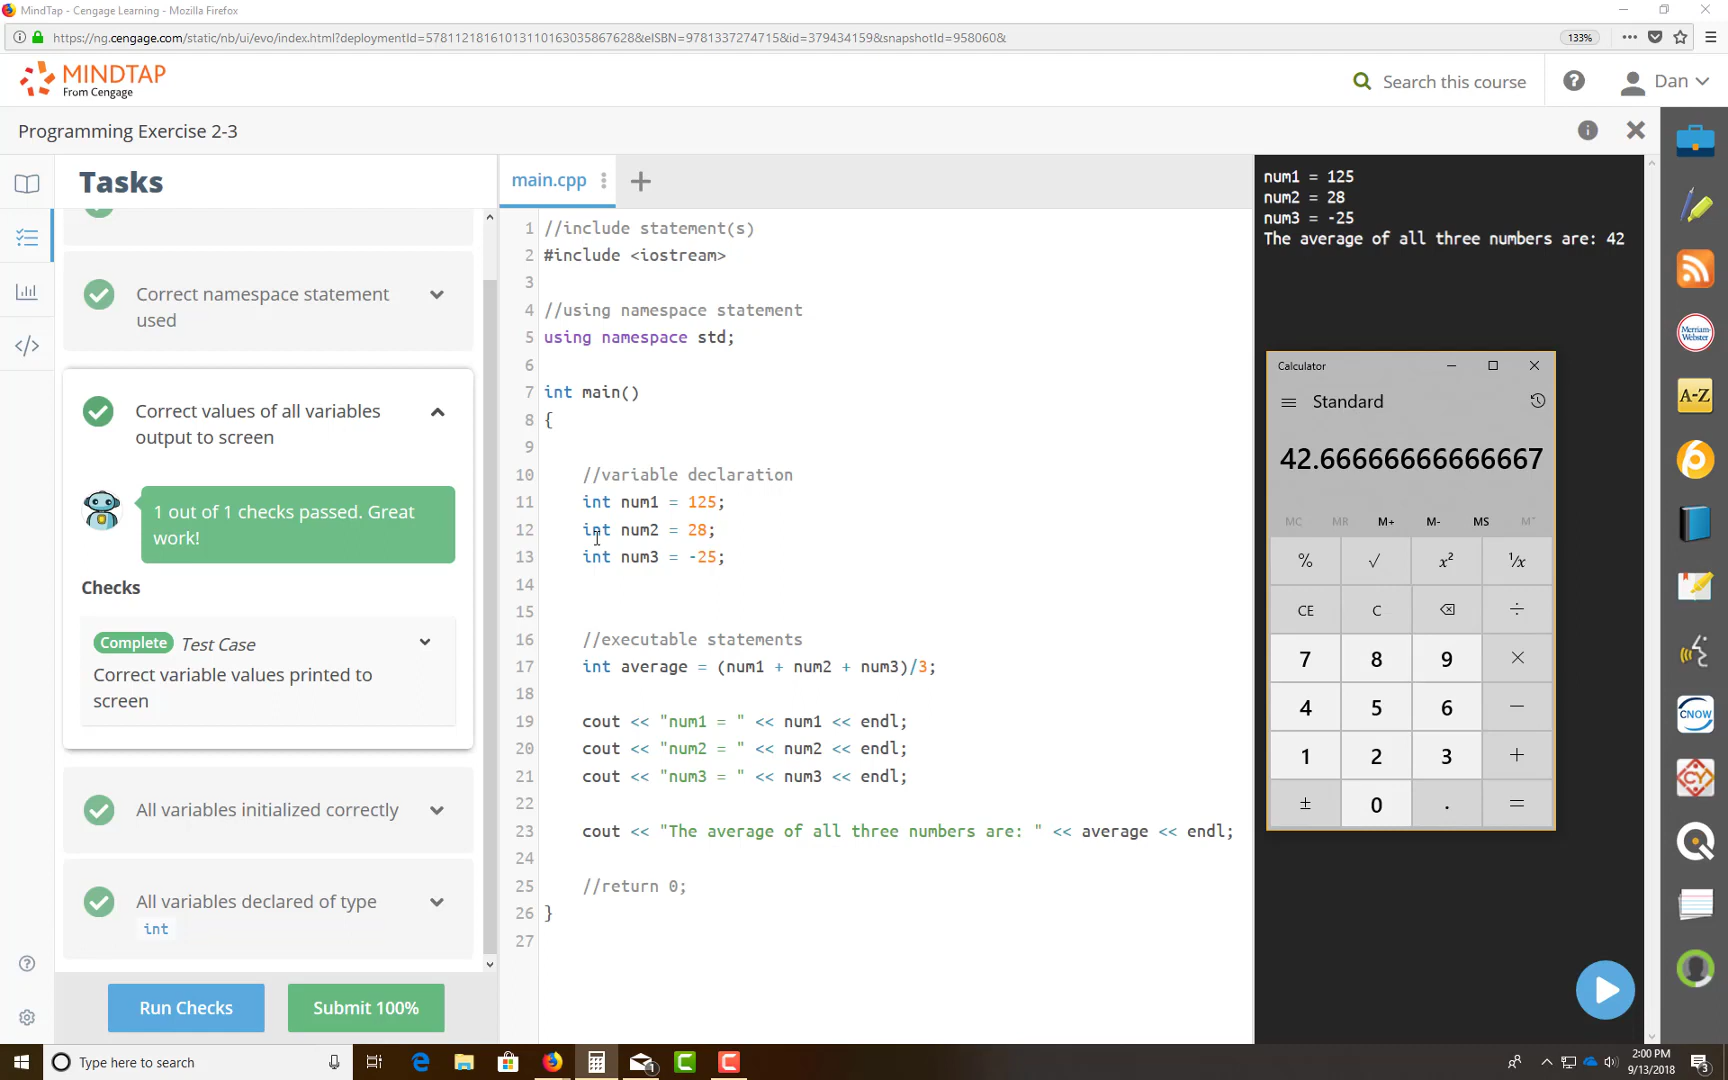 MindTap - Cengage Learning - Mozilla Firefox
https://ng.cengage.com/static/nb/ui/evo/index.html?deploymentId=57811218161013110163035867628&eISBN=9781337274715&id=379434159&snapshotId=958060&
133%
MINDTAP
From Cengage
Search this course
Dan
Programming Exercise 2-3
Tasks
Correct namespace statement
used
Correct values of all variables
output to screen
1 out of 1 checks passed. Great
work!
Checks
Complete Test Case
Correct variable values printed to
screen
All variables initialized correctly
All variables declared of type
int
Run Checks
Submit 100%
main.cpp
1 //include statement(s)
2 #include <iostream>
3
4 //using namespace statement
5 using namespace std;
6
7 int main()
8 {
9
10 //variable declaration
11 int num1 = 125;
12 int num2 = 28;
13 int num3 = -25;
14
15
16 //executable statements
17 int average = (num1 + num2 + num3)/3;
18
19 cout << "num1 = " << num1 << endl;
20 cout << "num2 = " << num2 << endl;
21 cout << "num3 = " << num3 << endl;
22
23 cout << "The average of all three numbers are: " << average << endl;
24
25 //return 0;
26 }
27
num1 = 125
num2 = 28
num3 = -25
The average of all three numbers are: 42
Calculator
Standard
42.66666666666667
MC MR M+ M- MS M˅
% √ x² ¹/x
CE C ⌫ ÷
7 8 9 ×
4 5 6 −
1 2 3 +
± 0 . =
Merriam-
Webster
A-Z
CNOW
Type here to search
1
2:00 PM
9/13/2018
3